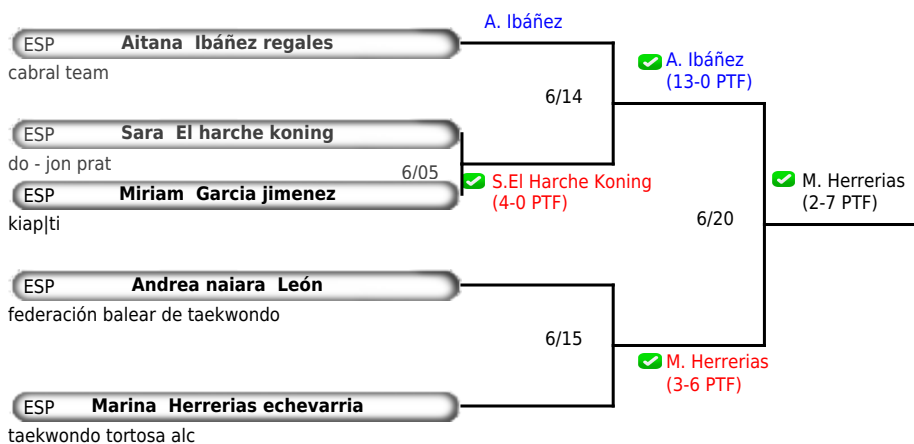 A. Ibáñez
ESP Aitana Ibáñez regales
cabral team
A. Ibáñez
(13-0 PTF)
6/14
ESP Sara El harche koning
do - jon prat
6/05
S.El Harche Koning
(4-0 PTF)
ESP Miriam Garcia jimenez
kiap|ti
M. Herrerias
(2-7 PTF)
6/20
ESP Andrea naiara León
federación balear de taekwondo
6/15
M. Herrerias
(3-6 PTF)
ESP Marina Herrerias echevarria
taekwondo tortosa alc